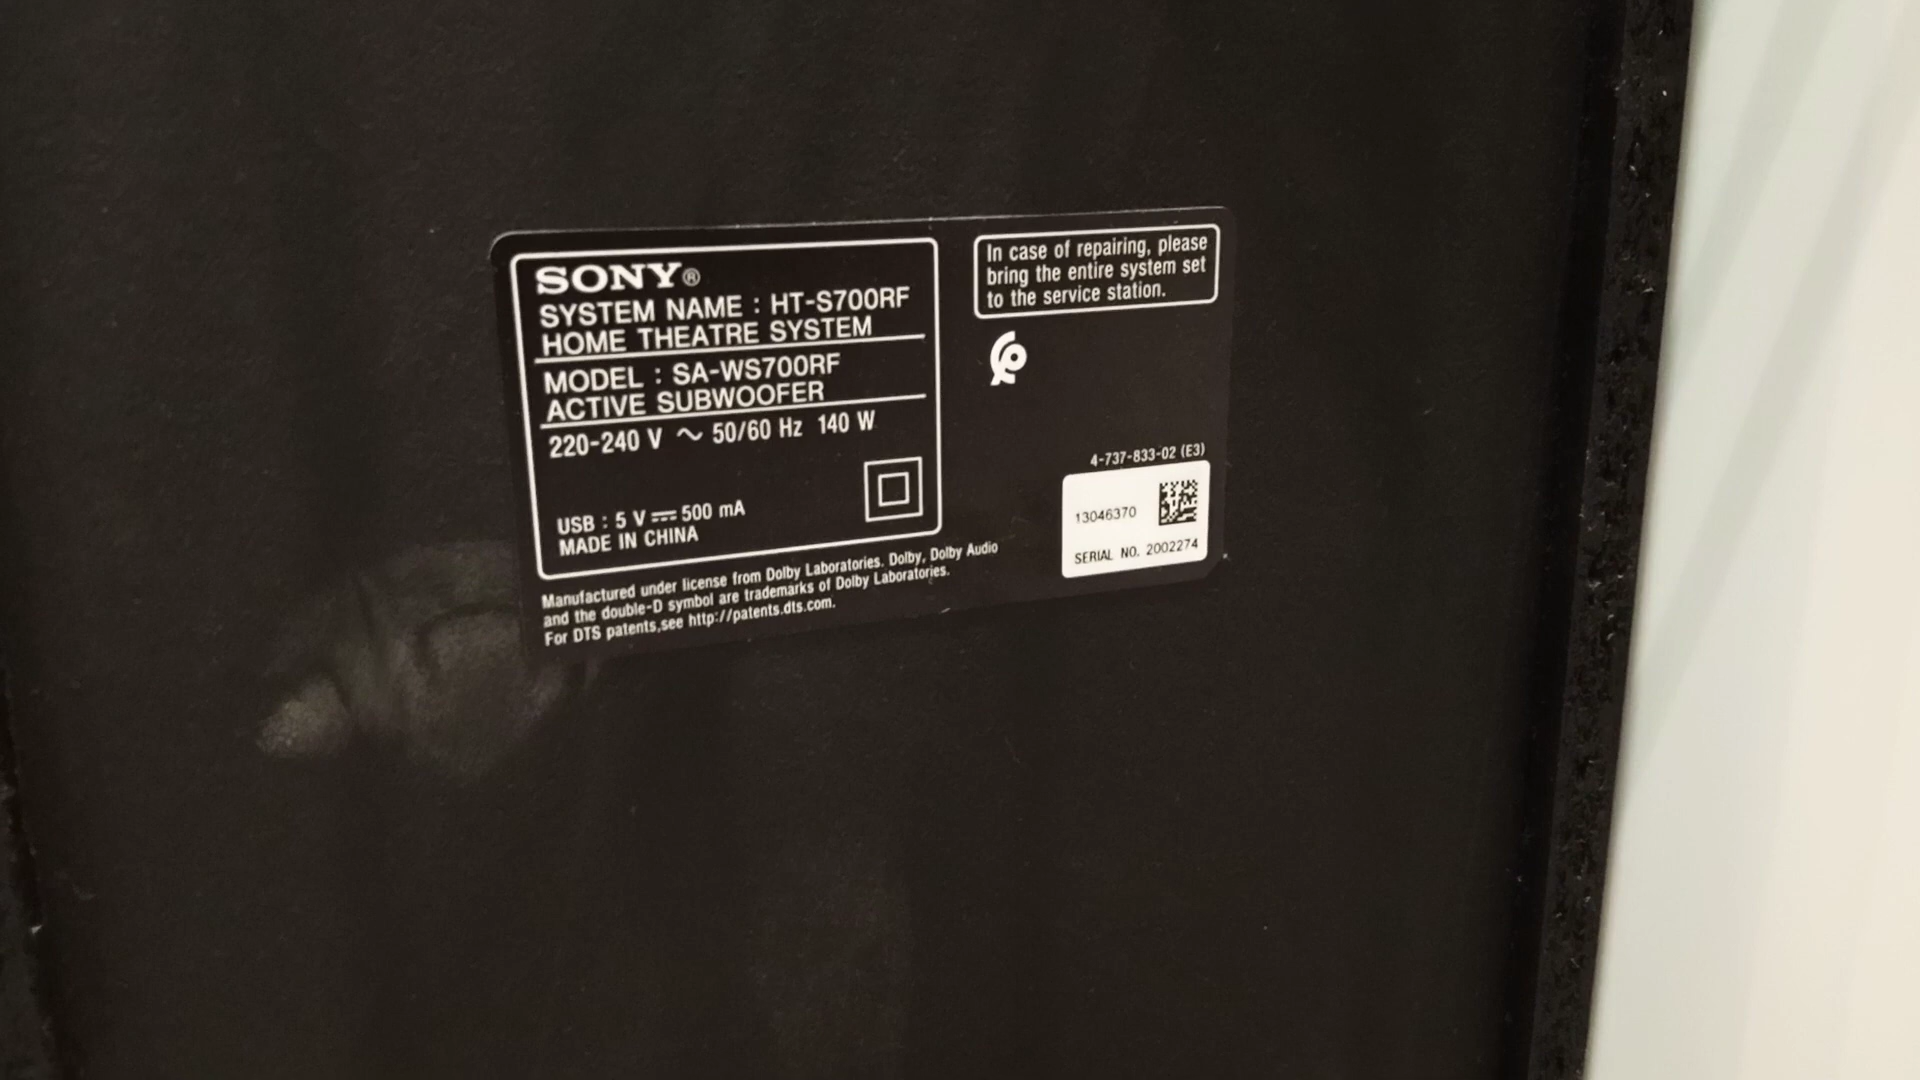 SONY®
SYSTEM NAME : HT-S700RF
HOME THEATRE SYSTEM
MODEL : SA-WS700RF
ACTIVE SUBWOOFER
220-240 V ~ 50/60 Hz 140 W
USB : 5 V ⎓ 500 mA
MADE IN CHINA
Manufactured under license from Dolby Laboratories. Dolby, Dolby Audio
and the double-D symbol are trademarks of Dolby Laboratories.
For DTS patents,see http://patents.dts.com.
In case of repairing, please
bring the entire system set
to the service station.
4-737-833-02 (E3)
13046370
SERIAL NO. 2002274